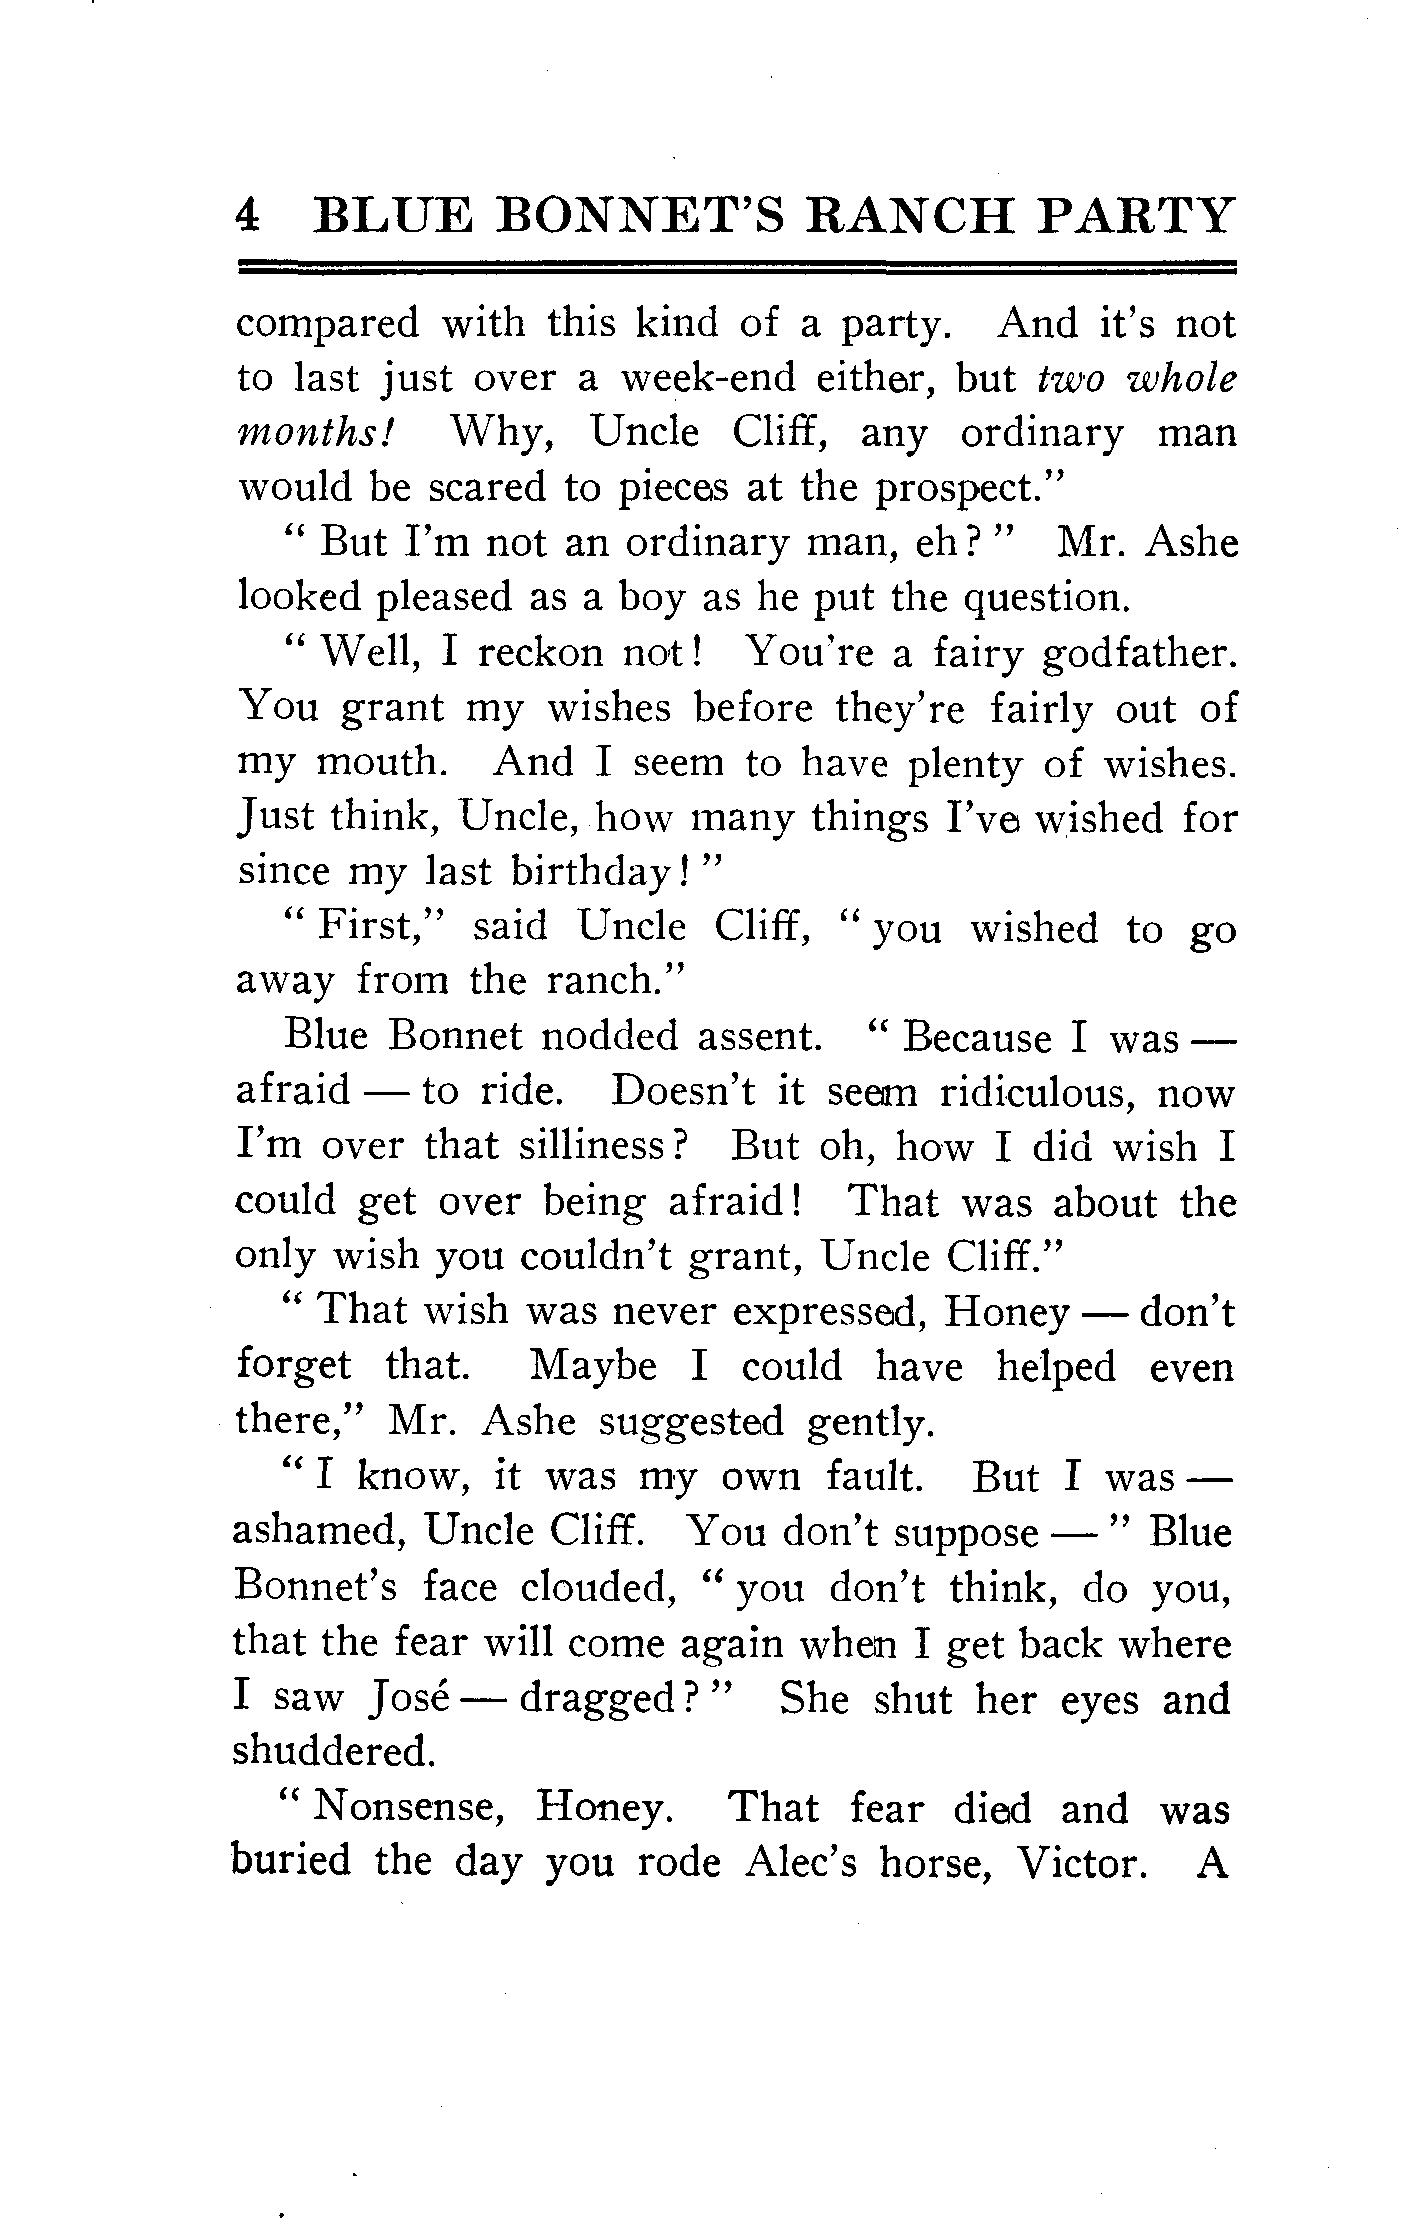 4 BLUE BONNET'S RANCH PARTY
compared with this kind of a party. And it's not
to last just over a week-end either, but two whole
months! Why, Uncle Cliff, any ordinary man
would be scared to pieces at the prospect."
" But I'm not an ordinary man, eh? " Mr. Ashe
looked pleased as a boy as he put the question.
" Well, I reckon not! You're a fairy godfather.
You grant my wishes before they're fairly out of
my mouth. And I seem to have plenty of wishes.
Just think, Uncle, how many things I've wished for
since my last birthday! "
" First," said Uncle Cliff, " you wished to go
away from the ranch."
Blue Bonnet nodded assent. " Because I was —
afraid — to ride. Doesn't it seem ridiculous, now
I'm over that silliness? But oh, how I did wish I
could get over being afraid! That was about the
only wish you couldn't grant, Uncle Cliff."
" That wish was never expressed, Honey — don't
forget that. Maybe I could have helped even
there," Mr. Ashe suggested gently.
" I know, it was my own fault. But I was —
ashamed, Uncle Cliff. You don't suppose — " Blue
Bonnet's face clouded, " you don't think, do you,
that the fear will come again when I get back where
I saw José — dragged? " She shut her eyes and
shuddered.
" Nonsense, Honey. That fear died and was
buried the day you rode Alec's horse, Victor. A